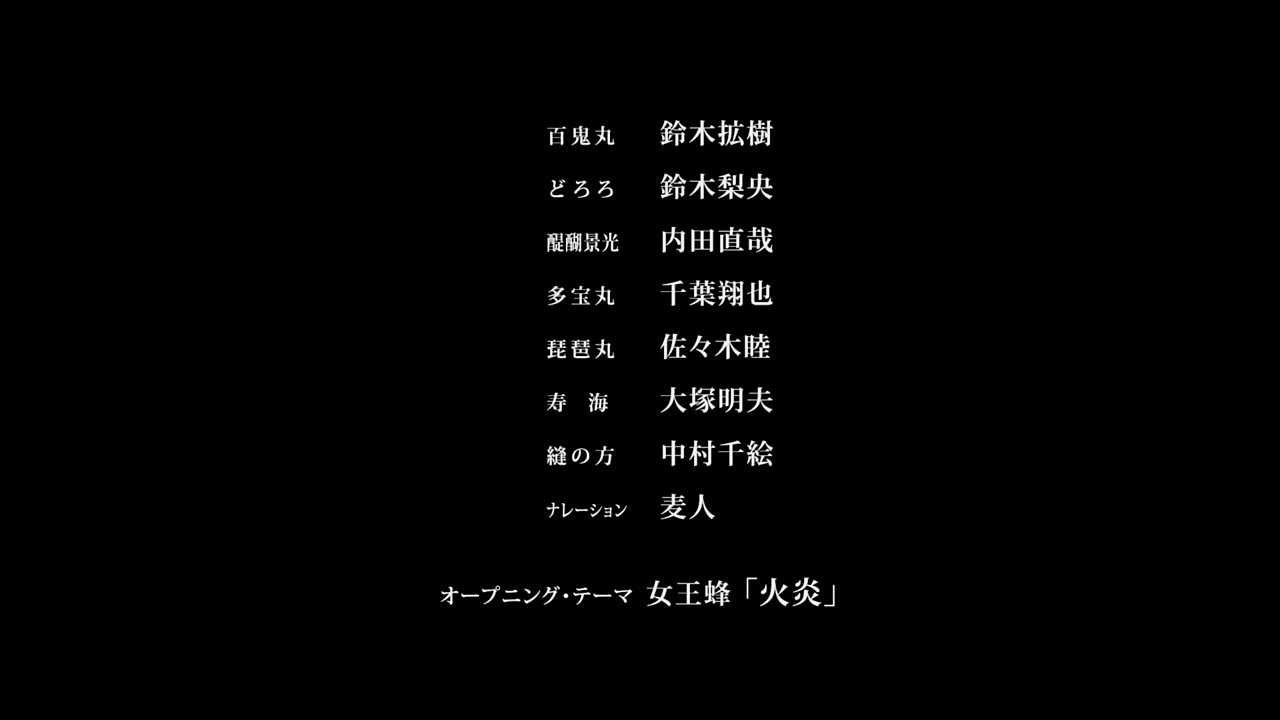 百鬼丸 鈴木拡樹
どろろ 鈴木梨央
醍醐景光 内田直哉
多宝丸 千葉翔也
琵琶丸 佐々木睦
寿 海 大塚明夫
縫の方 中村千絵
ナレーション 麦人
オープニング・テーマ 女王蜂「火炎」